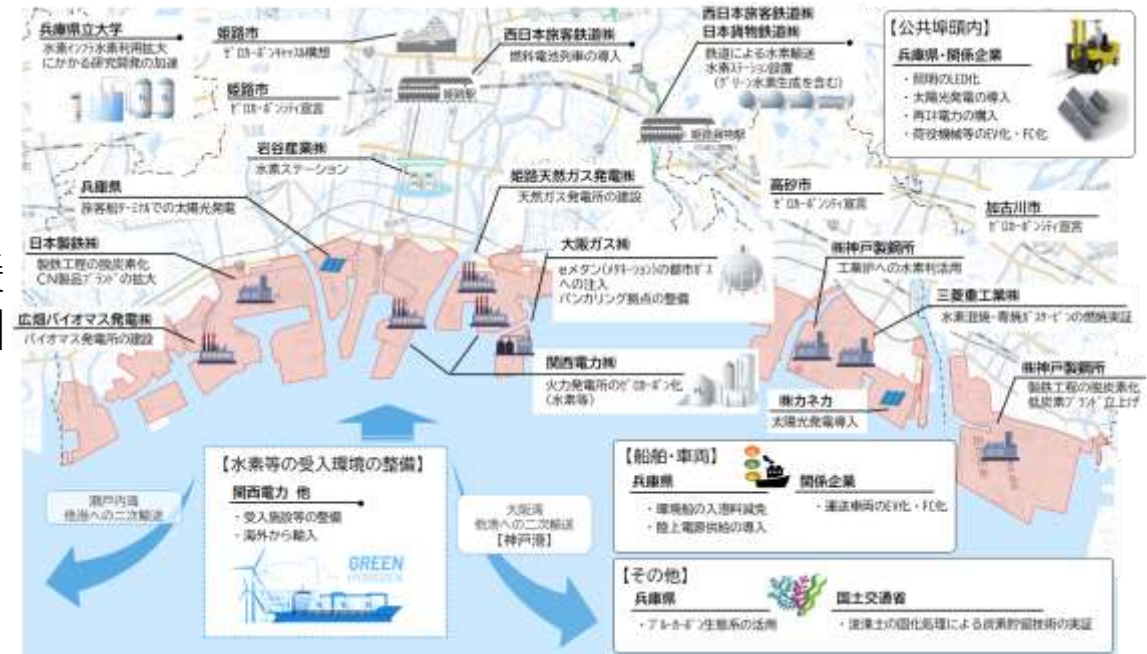 兵庫県立大学
水素インフラ水素利用拡大
にかかる研究開発の加速
姫路市
ゼロカーボンキャッスル構想
姫路市
ゼロカーボンシティ宣言
西日本旅客鉄道㈱
燃料電池列車の導入
姫路駅
西日本旅客鉄道㈱
日本貨物鉄道㈱
鉄道による水素輸送
水素ステーション設置
(グリーン水素生成を含む)
姫路貨物駅
【公共埠頭内】
兵庫県・関係企業
・照明のLED化
・太陽光発電の導入
・再エネ電力の購入
・荷役機械等のEV化・FC化
岩谷産業㈱
水素ステーション
兵庫県
旅客船ターミナルでの太陽光発電
姫路天然ガス発電㈱
天然ガス発電所の建設
高砂市
ゼロカーボンシティ宣言
加古川市
ゼロカーボンシティ宣言
日本製鉄㈱
製鉄工程の脱炭素化
CN製品ブランドの拡大
大阪ガス㈱
eメタン(メタネーション)の都市ガス
への注入
バンカリング拠点の整備
㈱神戸製鋼所
工業炉への水素利活用
三菱重工業㈱
水素混焼・専焼ガスタービンの燃焼実証
広畑バイオマス発電㈱
バイオマス発電所の建設
関西電力㈱
火力発電所のゼロカーボン化
(水素等)
㈱カネカ
太陽光発電導入
㈱神戸製鋼所
製鉄工程の脱炭素化
低炭素ブランド立上げ
【水素等の受入環境の整備】
関西電力 他
・受入施設等の整備
・海外から輸入
GREEN
HYDROGEN
瀬戸内湾
他港への二次輸送
大阪湾
他港への二次輸送
【神戸港】
【船舶・車両】
兵庫県
・環境船の入港料減免
・陸上電源供給の導入
関係企業
・運送車両のEV化・FC化
【その他】
兵庫県
・ブルーカーボン生態系の活用
国土交通省
・浚渫土の固化処理による炭素貯留技術の実証